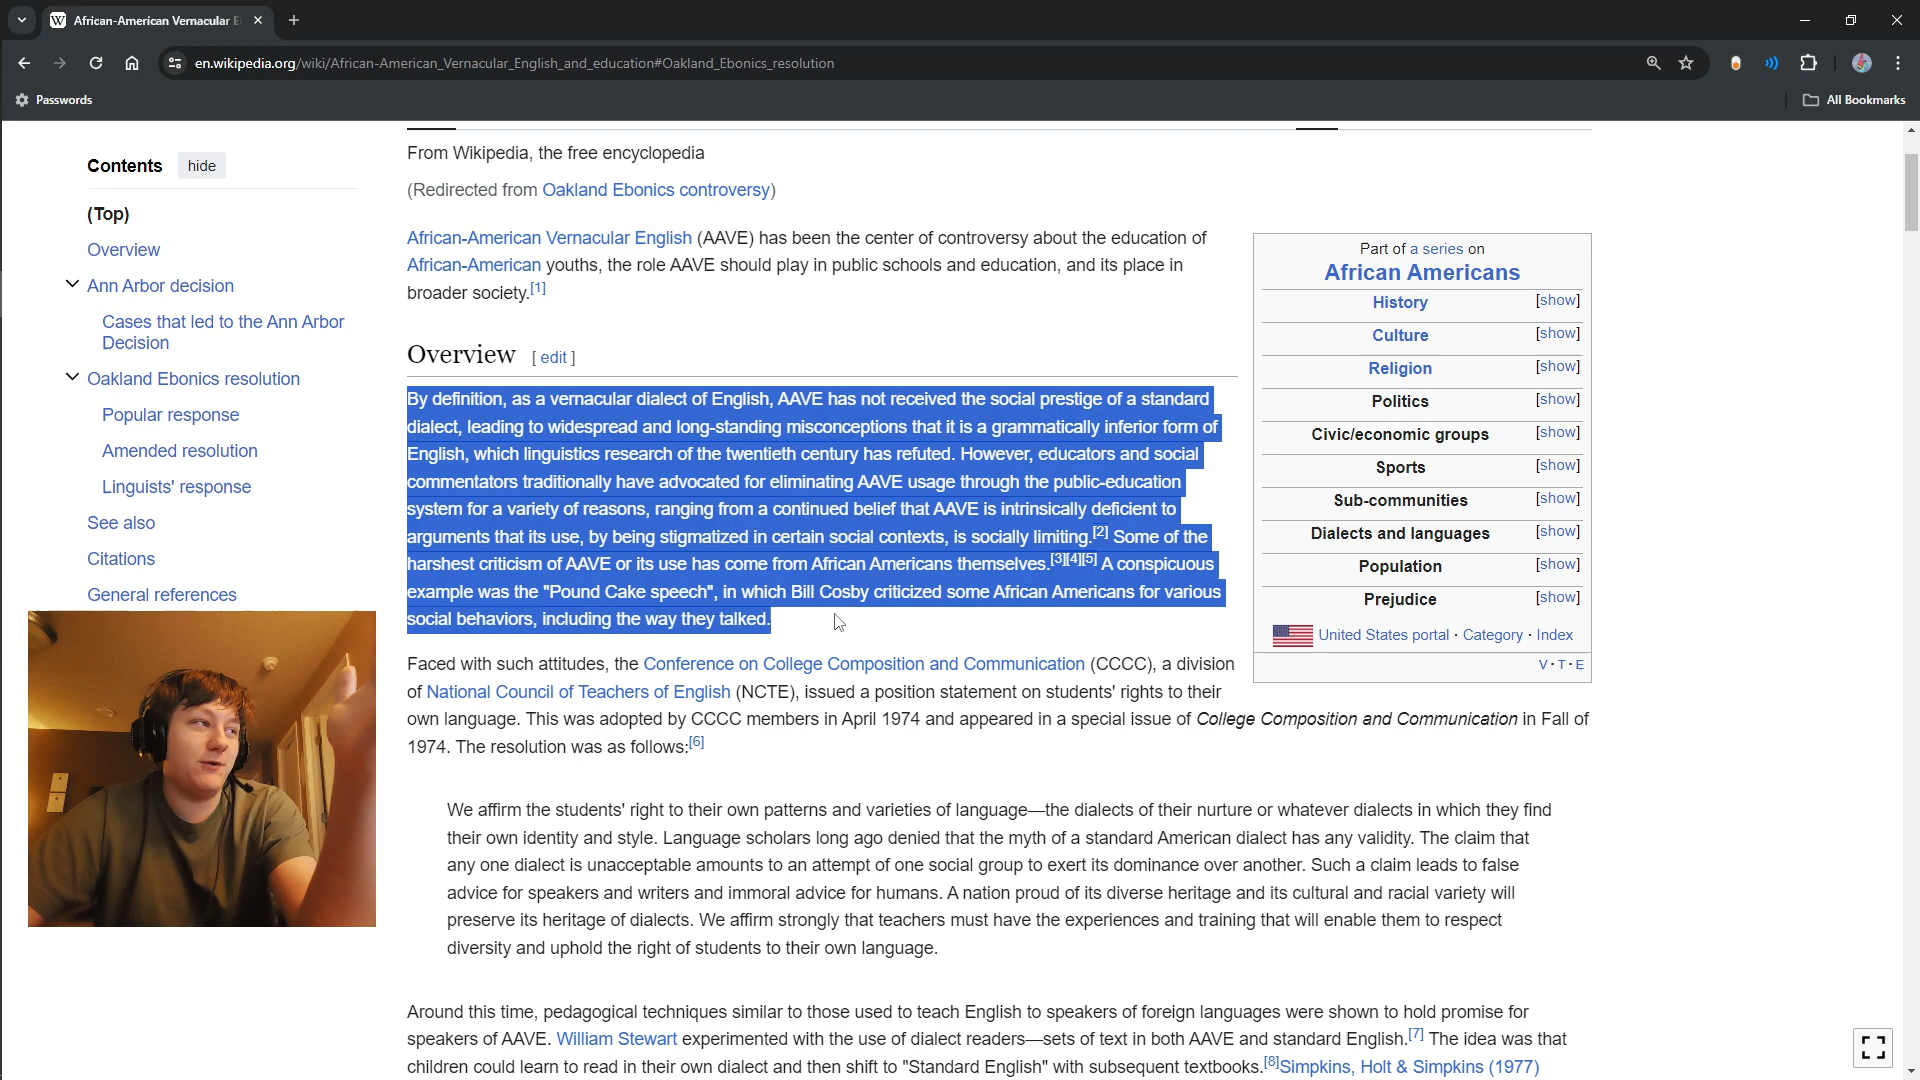 African-American Vernacular E
en.wikipedia.org/wiki/African-American_Vernacular_English_and_education#Oakland_Ebonics_resolution
Passwords
All Bookmarks
Contents hide
(Top)
Overview
Ann Arbor decision
Cases that led to the Ann Arbor
Decision
Oakland Ebonics resolution
Popular response
Amended resolution
Linguists' response
See also
Citations
General references
From Wikipedia, the free encyclopedia
(Redirected from Oakland Ebonics controversy)
African-American Vernacular English (AAVE) has been the center of controversy about the education of
African-American youths, the role AAVE should play in public schools and education, and its place in
broader society.[1]
Overview [ edit ]
By definition, as a vernacular dialect of English, AAVE has not received the social prestige of a standard
dialect, leading to widespread and long-standing misconceptions that it is a grammatically inferior form of
English, which linguistics research of the twentieth century has refuted. However, educators and social
commentators traditionally have advocated for eliminating AAVE usage through the public-education
system for a variety of reasons, ranging from a continued belief that AAVE is intrinsically deficient to
arguments that its use, by being stigmatized in certain social contexts, is socially limiting.[2] Some of the
harshest criticism of AAVE or its use has come from African Americans themselves.[3][4][5] A conspicuous
example was the "Pound Cake speech", in which Bill Cosby criticized some African Americans for various
social behaviors, including the way they talked.
Faced with such attitudes, the Conference on College Composition and Communication (CCCC), a division
of National Council of Teachers of English (NCTE), issued a position statement on students' rights to their
own language. This was adopted by CCCC members in April 1974 and appeared in a special issue of College Composition and Communication in Fall of
1974. The resolution was as follows:[6]
We affirm the students' right to their own patterns and varieties of language—the dialects of their nurture or whatever dialects in which they find
their own identity and style. Language scholars long ago denied that the myth of a standard American dialect has any validity. The claim that
any one dialect is unacceptable amounts to an attempt of one social group to exert its dominance over another. Such a claim leads to false
advice for speakers and writers and immoral advice for humans. A nation proud of its diverse heritage and its cultural and racial variety will
preserve its heritage of dialects. We affirm strongly that teachers must have the experiences and training that will enable them to respect
diversity and uphold the right of students to their own language.
Around this time, pedagogical techniques similar to those used to teach English to speakers of foreign languages were shown to hold promise for
speakers of AAVE. William Stewart experimented with the use of dialect readers—sets of text in both AAVE and standard English.[7] The idea was that
children could learn to read in their own dialect and then shift to "Standard English" with subsequent textbooks.[8]Simpkins, Holt & Simpkins (1977)
Part of a series on
African Americans
History [show]
Culture [show]
Religion [show]
Politics [show]
Civic/economic groups [show]
Sports [show]
Sub-communities [show]
Dialects and languages [show]
Population [show]
Prejudice [show]
United States portal · Category · Index
V · T · E